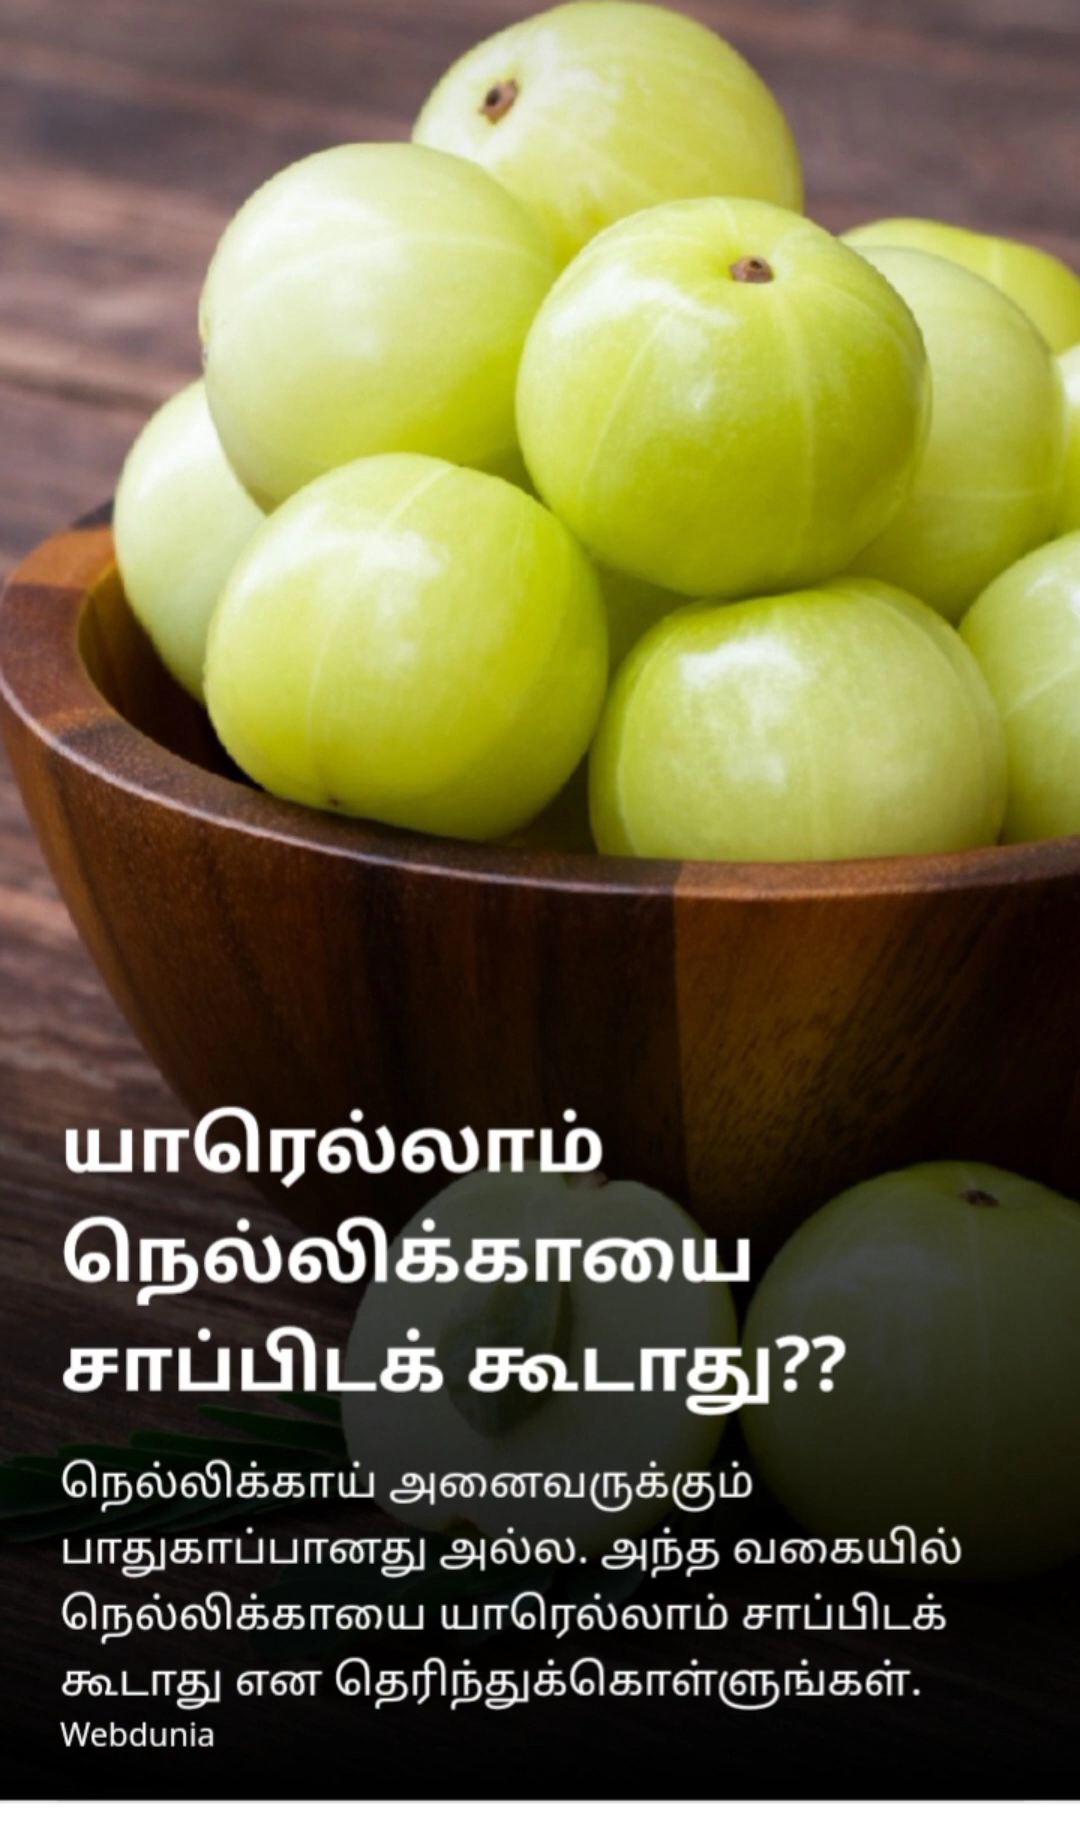 யாரெல்லாம்
நெல்லிக்காயை
சாப்பிடக் கூடாது??
நெல்லிக்காய் அனைவருக்கும்
பாதுகாப்பானது அல்ல. அந்த வகையில்
நெல்லிக்காயை யாரெல்லாம் சாப்பிடக்
கூடாது என தெரிந்துக்கொள்ளுங்கள்.
Webdunia